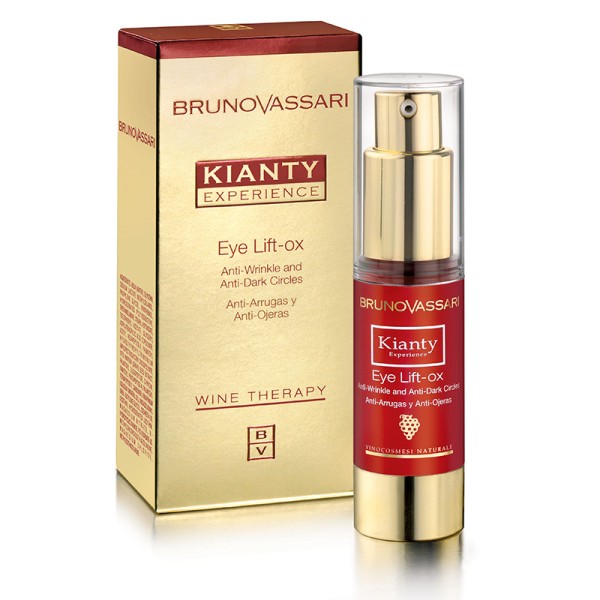 BRUNOVASSARI
BRUNOVASSARI
KIANTY
EXPERIENCE
Eye Lift-ox
Anti-Wrinkle and
Anti-Dark Circles
Anti-Arrugas y
Anti-Ojeras
WINE THERAPY
B
V
BRUNOVASSARI
Kianty
Experience
Eye Lift-ox
Anti-Wrinkle and Anti-Dark Circles
Anti-Arrugas y Anti-Ojeras
VINOCOSMESI NATURALE